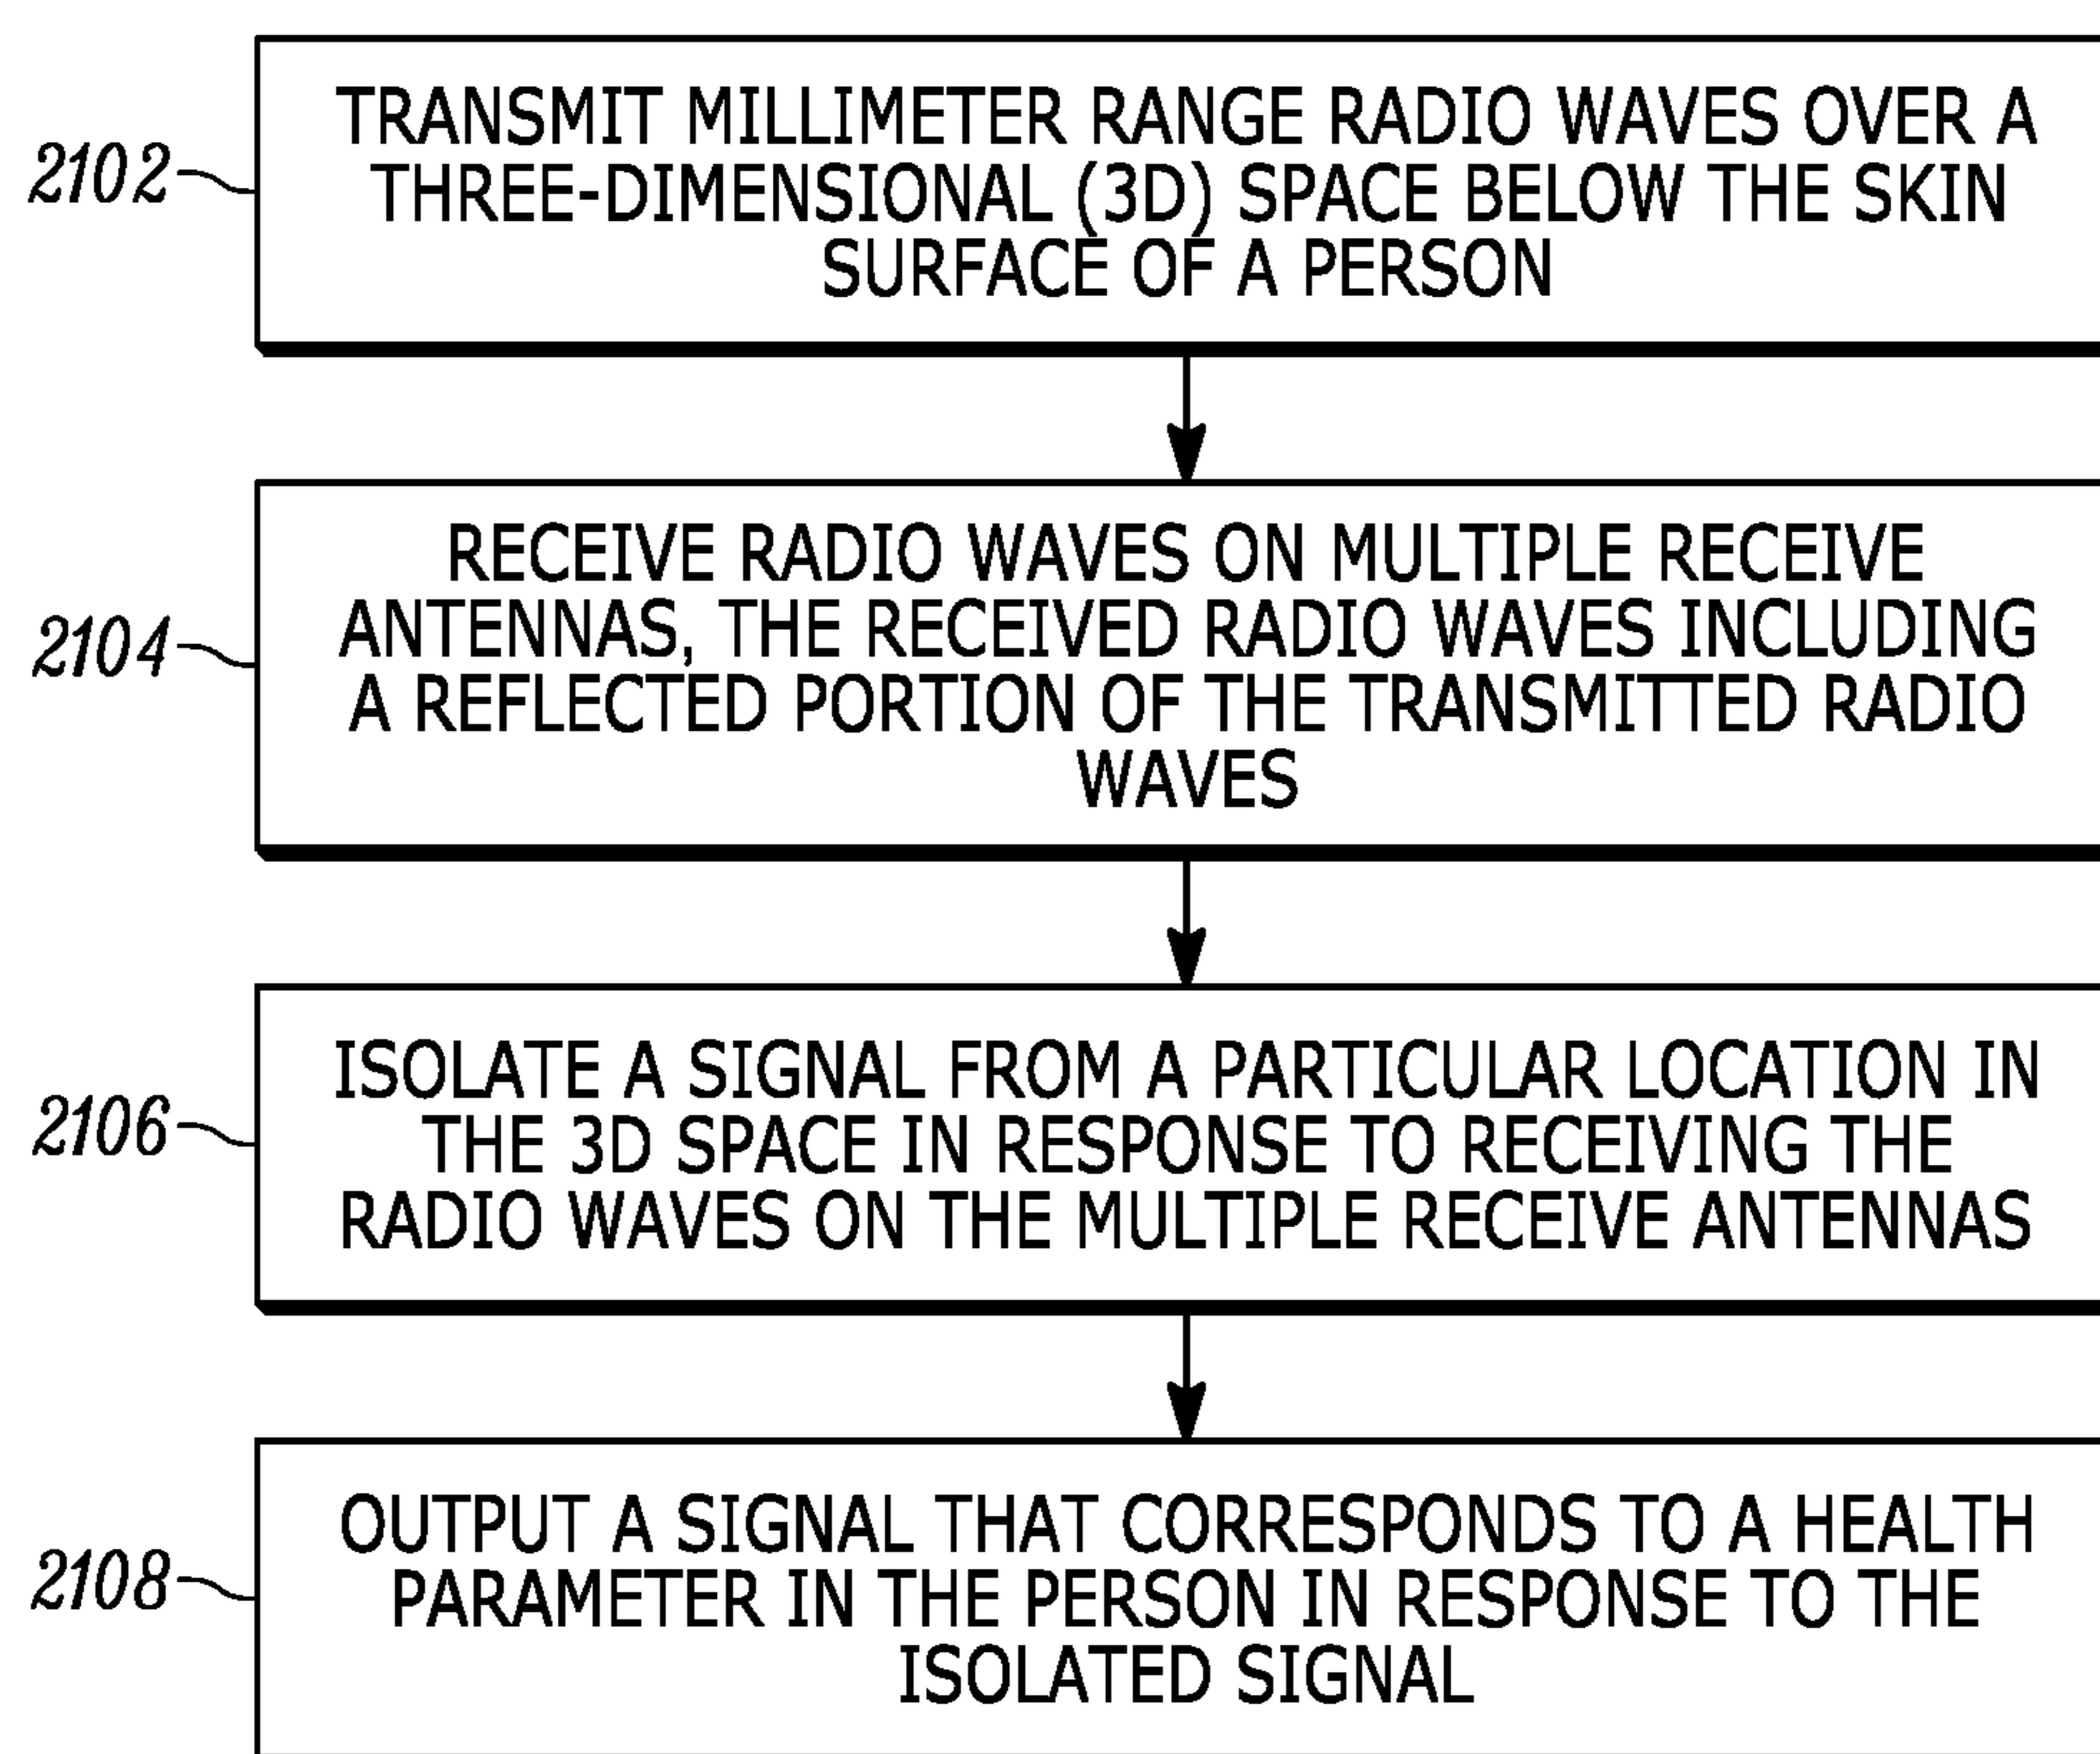 TRANSMIT MILLIMETER RANGE RADIO WAVES OVER A
2102
THREE-DIMENSIONAL (3D) SPACE BELOW THE SKIN
SURFACE OF A PERSON
RECEIVE RADIO WAVES ON MULTIPLE RECEIVE
2104
ANTENNAS, THE RECEIVED RADIO WAVES INCLUDING
A REFLECTED PORTION OF THE TRANSMITTED RADIO
WAVES
ISOLATE A SIGNAL FROM A PARTICULAR LOCATION IN
2106
THE 3D SPACE IN RESPONSE TO RECEIVING THE
RADIO WAVES ON THE MULTIPLE RECEIVE ANTENNAS
OUTPUT A SIGNAL THAT CORRESPONDS TO A HEALTH
2108
PARAMETER IN THE PERSON IN RESPONSE TO THE
ISOLATED SIGNAL